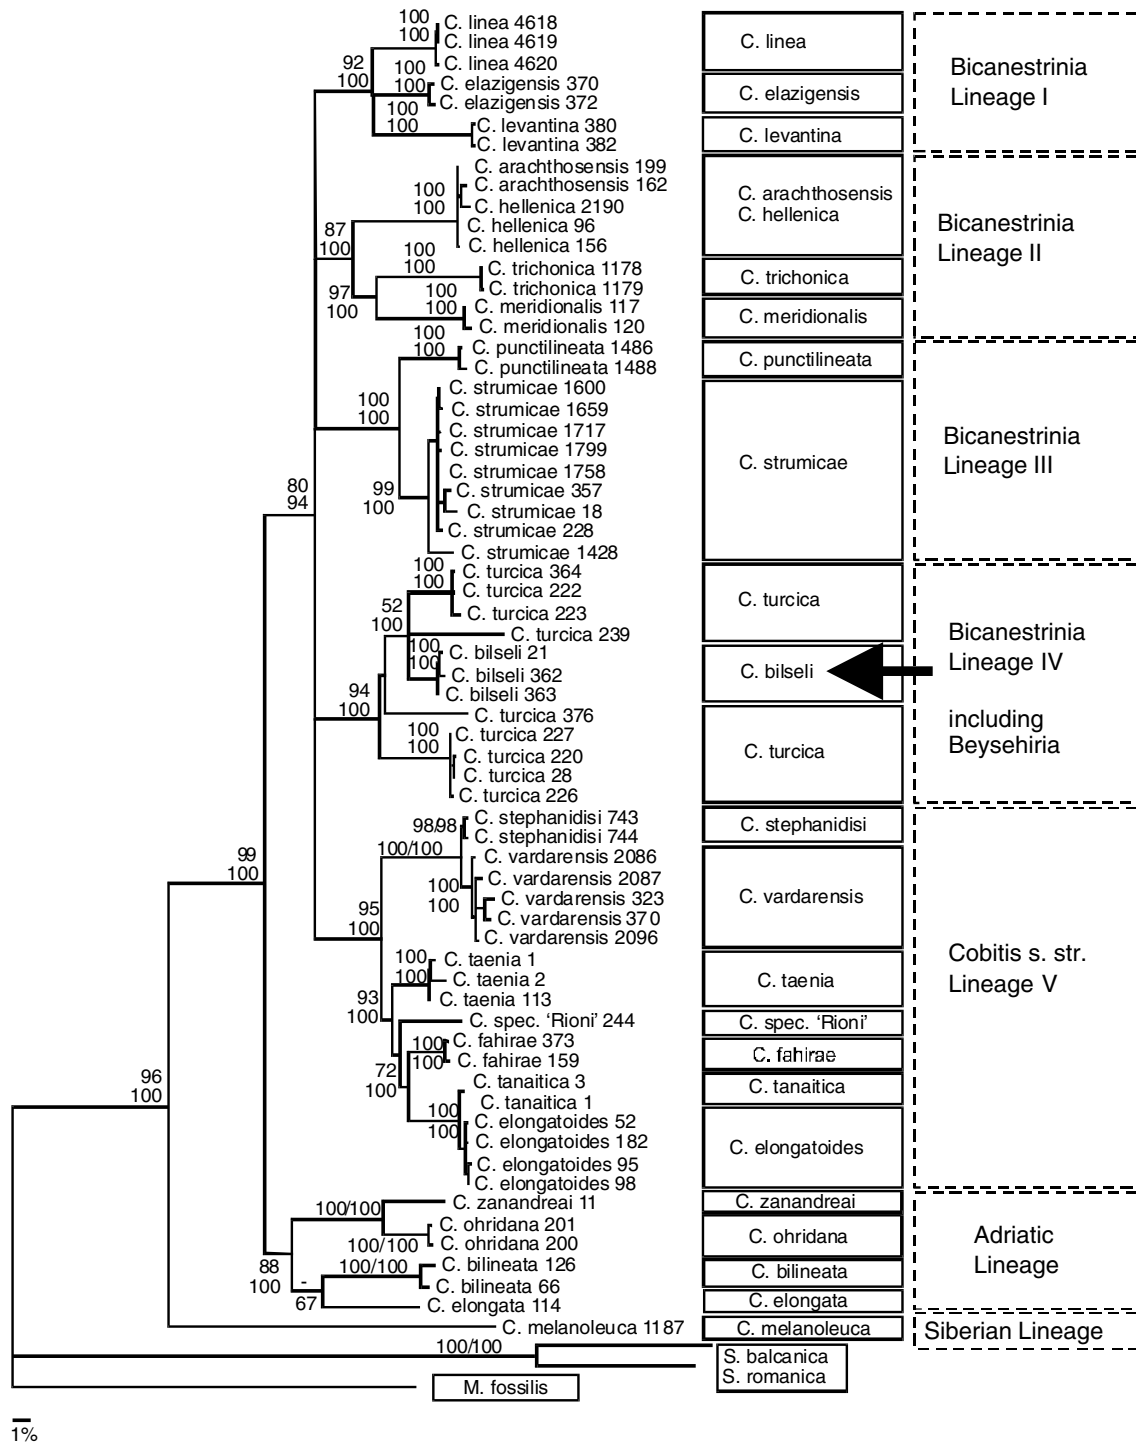 100
100
C. linea 4618
C. linea 4619
C. linea 4620
92
100
100
100
C. elazigensis 370
C. elazigensis 372
100
100
C. levantina 380
C. levantina 382
C. arachthosensis 199
C. arachthosensis 162
100
100
C. hellenica 2190
C. hellenica 96
C. hellenica 156
87
100
100
100
C. trichonica 1178
C. trichonica 1179
97
100
100
100
C. meridionalis 117
C. meridionalis 120
100
100
C. punctilineata 1486
C. punctilineata 1488
C. strumicae 1600
C. strumicae 1659
100
100
C. strumicae 1717
C. strumicae 1799
C. strumicae 1758
99
100
C. strumicae 357
C. strumicae 18
C. strumicae 228
C. strumicae 1428
80
94
100
100
C. turcica 364
C. turcica 222
C. turcica 223
52
100
C. turcica 239
100
100
C. bilseli 21
C. bilseli 362
C. bilseli 363
94
100
C. turcica 376
100
100
C. turcica 227
C. turcica 220
C. turcica 28
C. turcica 226
98/98
C. stephanidisi 743
C. stephanidisi 744
100/100
C. vardarensis 2086
100
100
C. vardarensis 2087
C. vardarensis 323
C. vardarensis 370
C. vardarensis 2096
99
100
95
100
100
100
C. taenia 1
C. taenia 2
C. taenia 113
93
100
C. spec. ‘Rioni’ 244
100
100
C. fahirae 373
C. fahirae 159
72
100
C. tanaitica 3
C. tanaitica 1
100
100
C. elongatoides 52
C. elongatoides 182
C. elongatoides 95
C. elongatoides 98
96
100
100/100
C. zanandreai 11
C. ohridana 201
100/100
C. ohridana 200
88
100
100/100
C. bilineata 126
C. bilineata 66
-
67
C. elongata 114
C. melanoleuca 1187
100/100
M. fossilis
1%
C. linea
C. elazigensis
C. levantina
C. arachthosensis
C. hellenica
C. trichonica
C. meridionalis
C. punctilineata
C. strumicae
C. turcica
C. bilseli
C. turcica
C. stephanidisi
C. vardarensis
C. taenia
C. spec. ‘Rioni’
C. fahirae
C. tanaitica
C. elongatoides
C. zanandreai
C. ohridana
C. bilineata
C. elongata
C. melanoleuca
S. balcanica
S. romanica
Bicanestrinia
Lineage I
Bicanestrinia
Lineage II
Bicanestrinia
Lineage III
Bicanestrinia
Lineage IV
including
Beysehiria
Cobitis s. str.
Lineage V
Adriatic
Lineage
Siberian Lineage